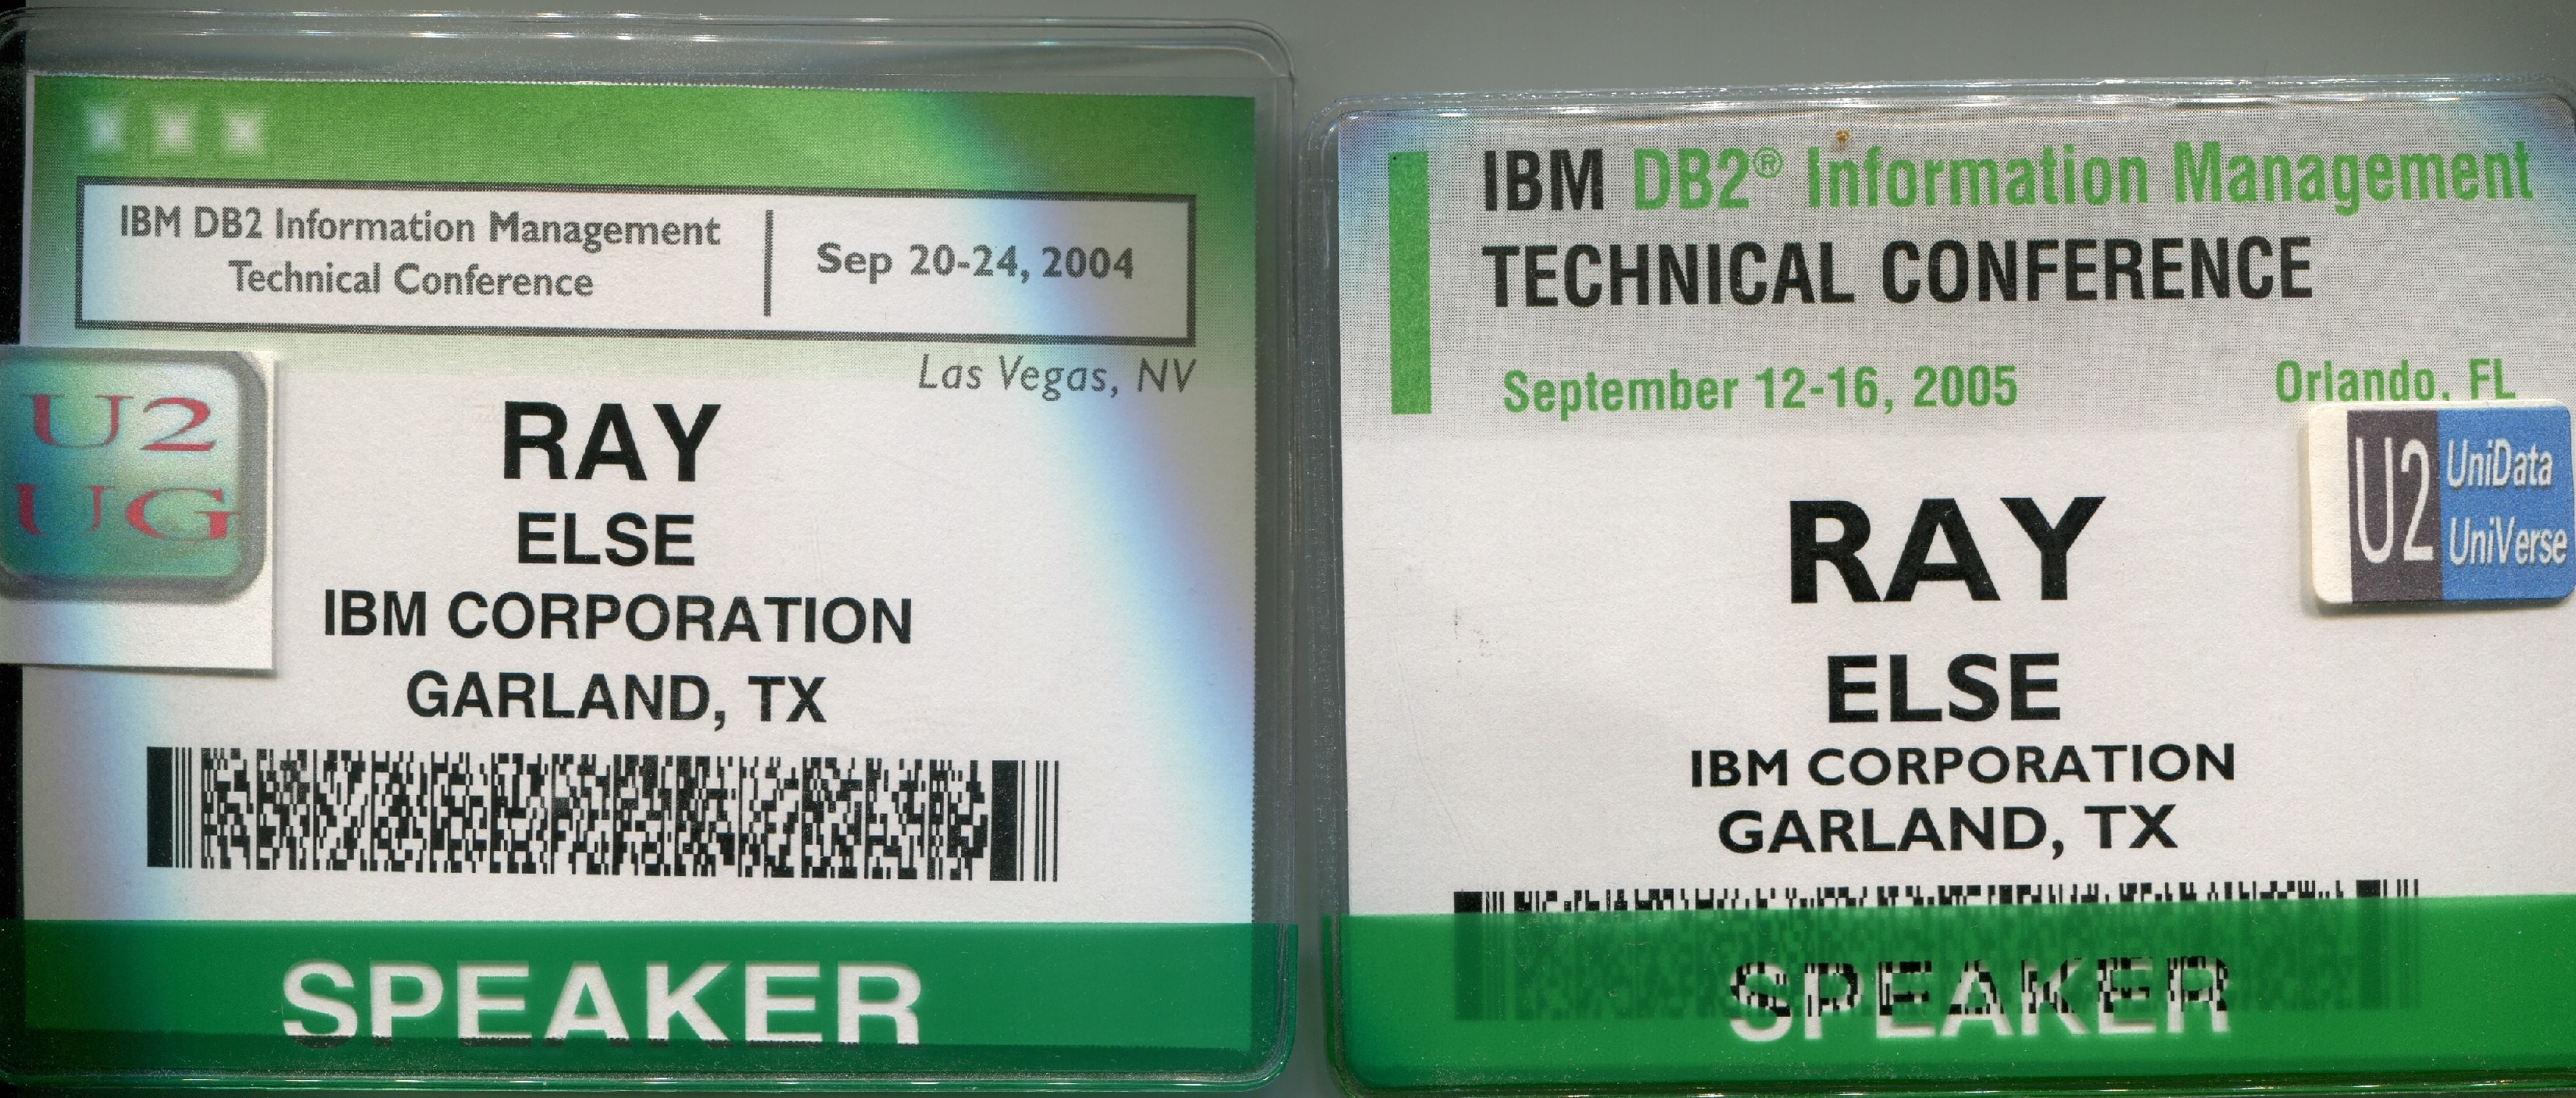 IBM DB2 Information Management
Technical Conference
Sep 20-24, 2004
Las Vegas, NV
U2
UG
RAY
ELSE
IBM CORPORATION
GARLAND, TX
SPEAKER
IBM DB2® Information Management
TECHNICAL CONFERENCE
September 12-16, 2005
Orlando, FL
U2
UniData
UniVerse
RAY
ELSE
IBM CORPORATION
GARLAND, TX
SPEAKER